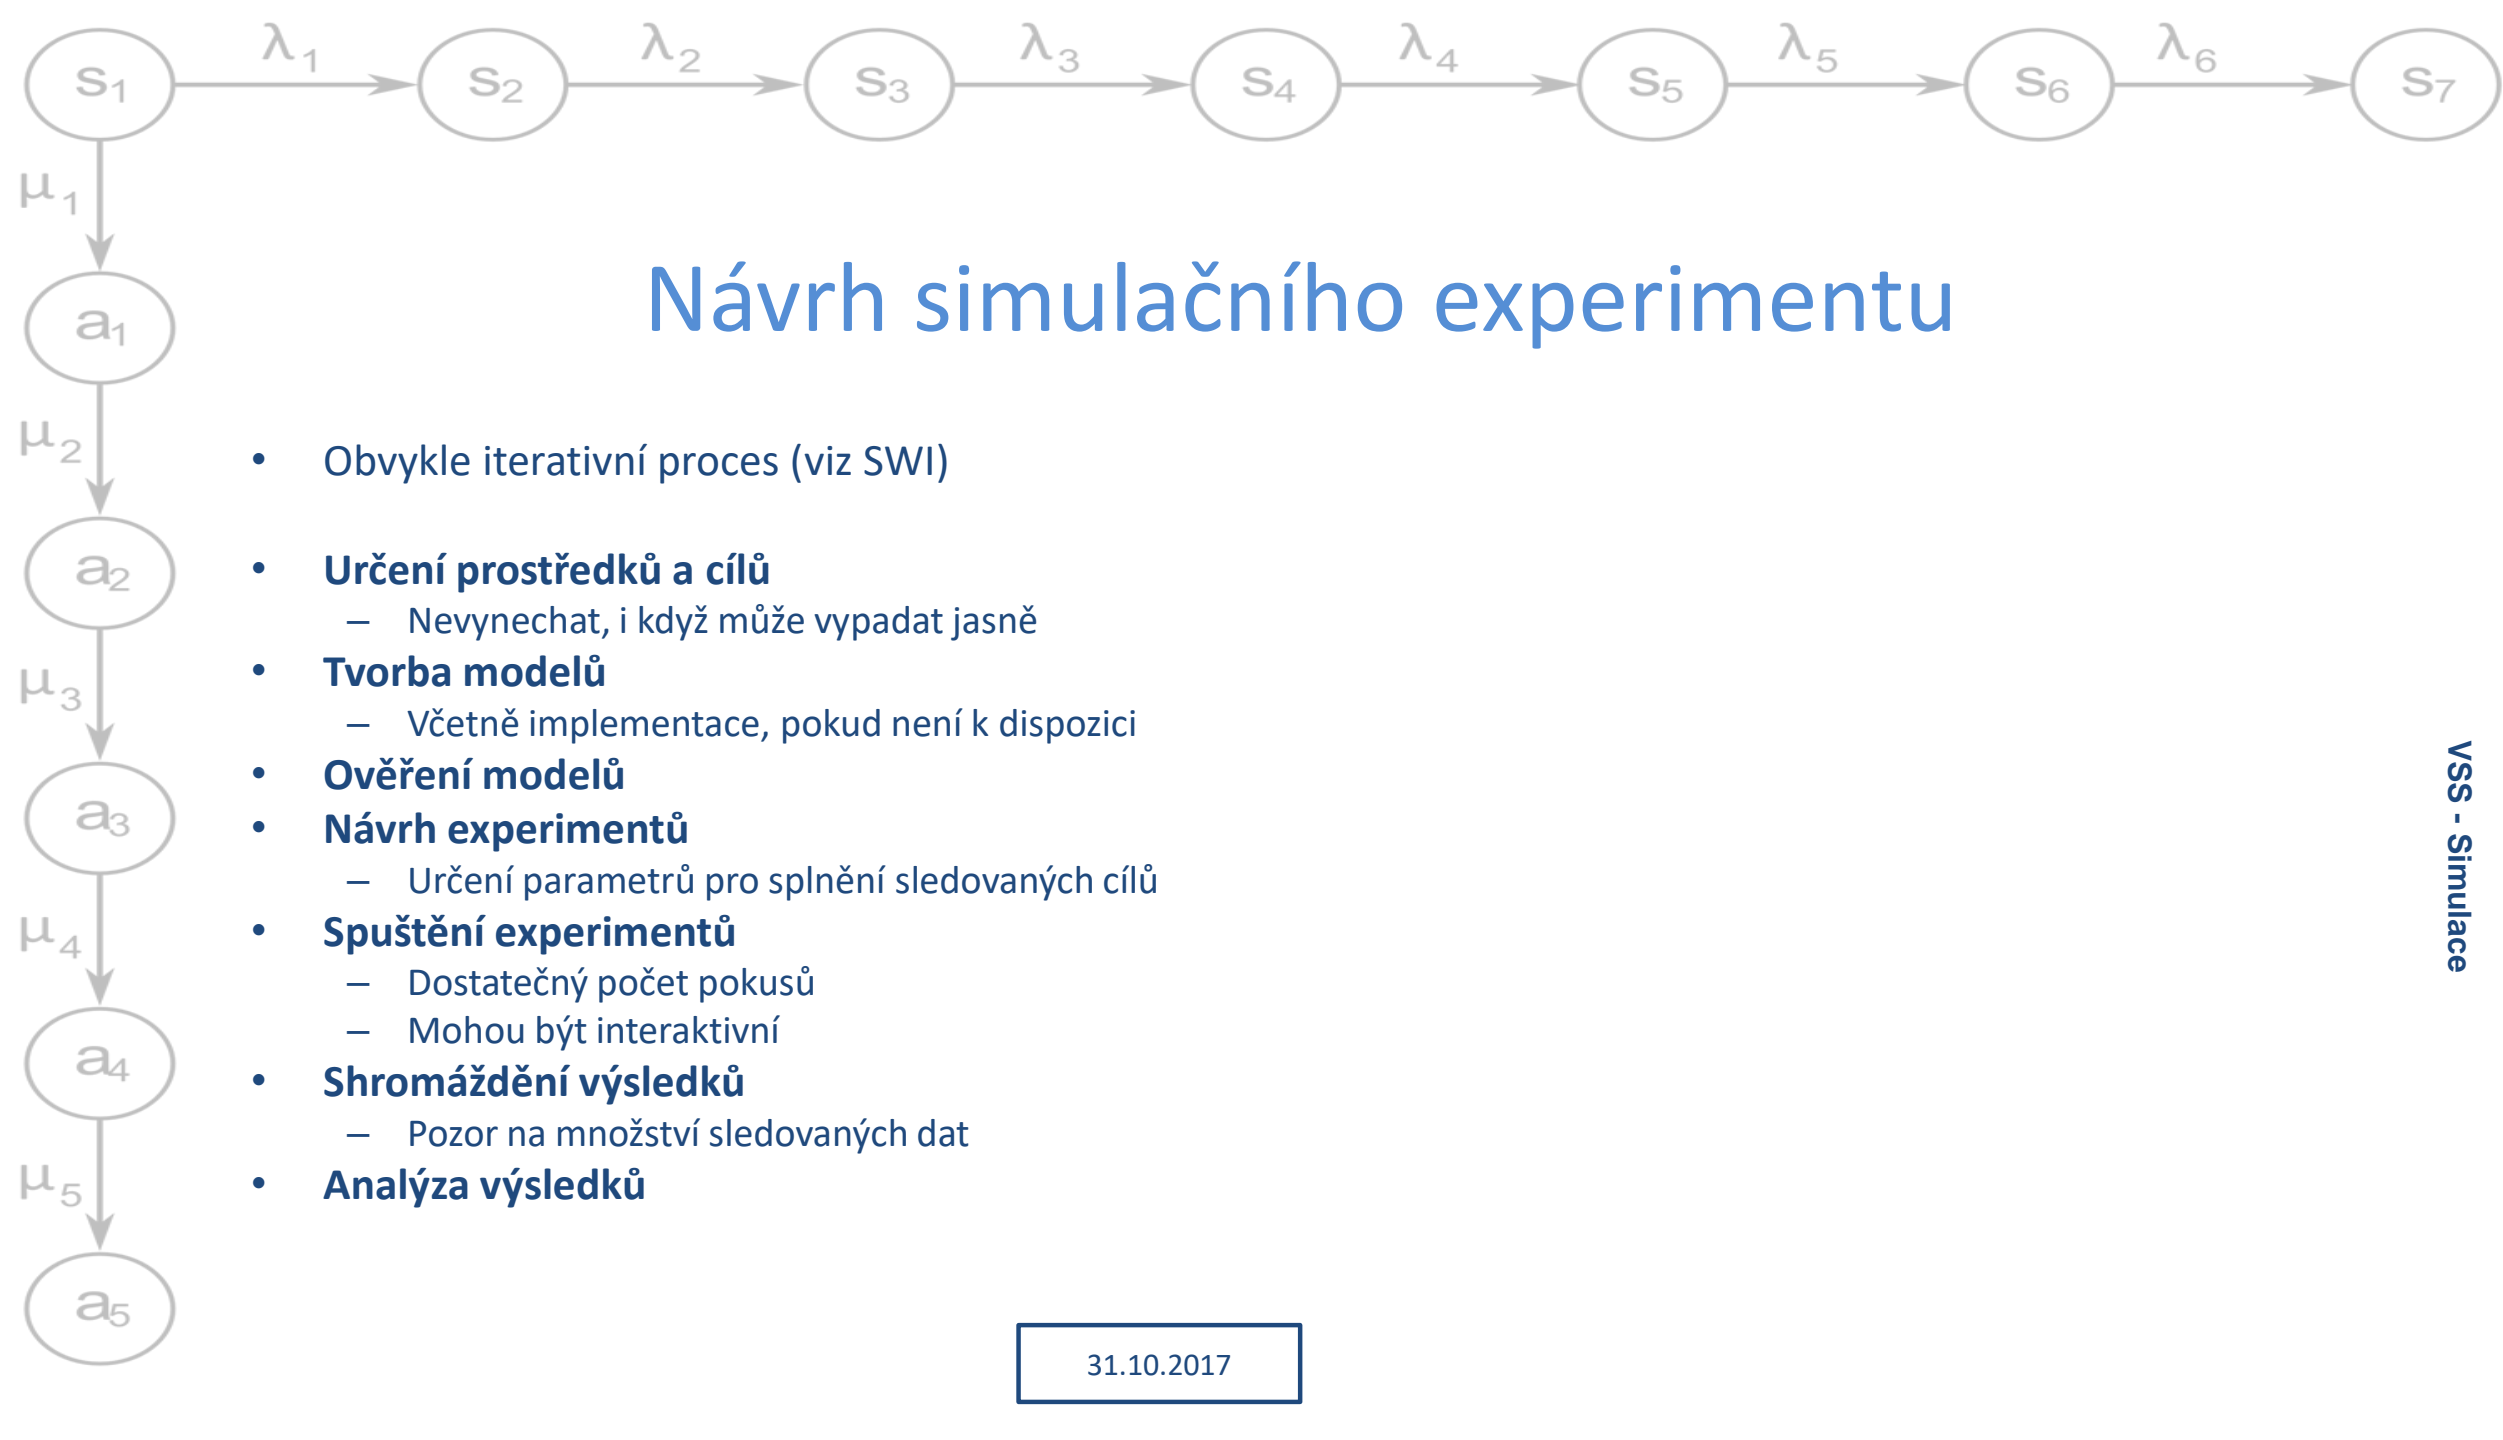 s1 λ1 s2 λ2 s3 λ3 s4 λ4 s5 λ5 s6 λ6 s7
μ1
a1
μ2
a2
μ3
a3
μ4
a4
μ5
a5
Návrh simulačního experimentu
• Obvykle iterativní proces (viz SWI)
• Určení prostředků a cílů
– Nevynechat, i když může vypadat jasně
• Tvorba modelů
– Včetně implementace, pokud není k dispozici
• Ověření modelů
• Návrh experimentů
– Určení parametrů pro splnění sledovaných cílů
• Spuštění experimentů
– Dostatečný počet pokusů
– Mohou být interaktivní
• Shromáždění výsledků
– Pozor na množství sledovaných dat
• Analýza výsledků
VSS - Simulace
31.10.2017